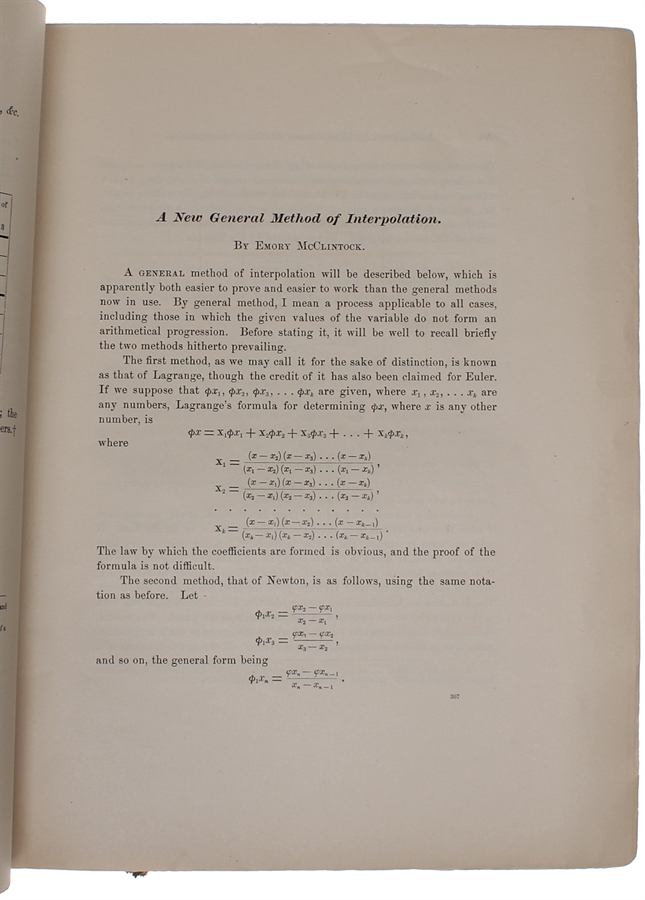 , &c.
of
a
; the
ers.†
and
A New General Method of Interpolation.
By Emory McClintock.
A general method of interpolation will be described below, which is
apparently both easier to prove and easier to work than the general methods
now in use. By general method, I mean a process applicable to all cases,
including those in which the given values of the variable do not form an
arithmetical progression. Before stating it, it will be well to recall briefly
the two methods hitherto prevailing.
The first method, as we may call it for the sake of distinction, is known
as that of Lagrange, though the credit of it has also been claimed for Euler.
If we suppose that φx₁, φx₂, φx₃, . . . φxₖ are given, where x₁, x₂, . . . xₖ are
any numbers, Lagrange's formula for determining φx, where x is any other
number, is
φx = X₁φx₁ + X₂φx₂ + X₃φx₃ + . . . + Xₖφxₖ,
where
X₁ = (x — x₂) (x — x₃) . . . (x — xₖ) / (x₁ — x₂) (x₁ — x₃) . . . (x₁ — xₖ) ,
X₂ = (x — x₁) (x — x₃) . . . (x — xₖ) / (x₂ — x₁) (x₂ — x₃) . . . (x₂ — xₖ) ,
. . . . . . . . . . . .
Xₖ = (x — x₁) (x — x₂) . . . (x — xₖ₋₁) / (xₖ — x₁) (xₖ — x₂) . . . (xₖ — xₖ₋₁) .
The law by which the coefficients are formed is obvious, and the proof of the
formula is not difficult.
The second method, that of Newton, is as follows, using the same nota-
tion as before. Let
φ₁x₂ = φx₂ — φx₁ / x₂ — x₁ ,
φ₁x₃ = φx₃ — φx₂ / x₃ — x₂ ,
and so on, the general form being
φ₁xₙ = φxₙ — φxₙ₋₁ / xₙ — xₙ₋₁ .
307